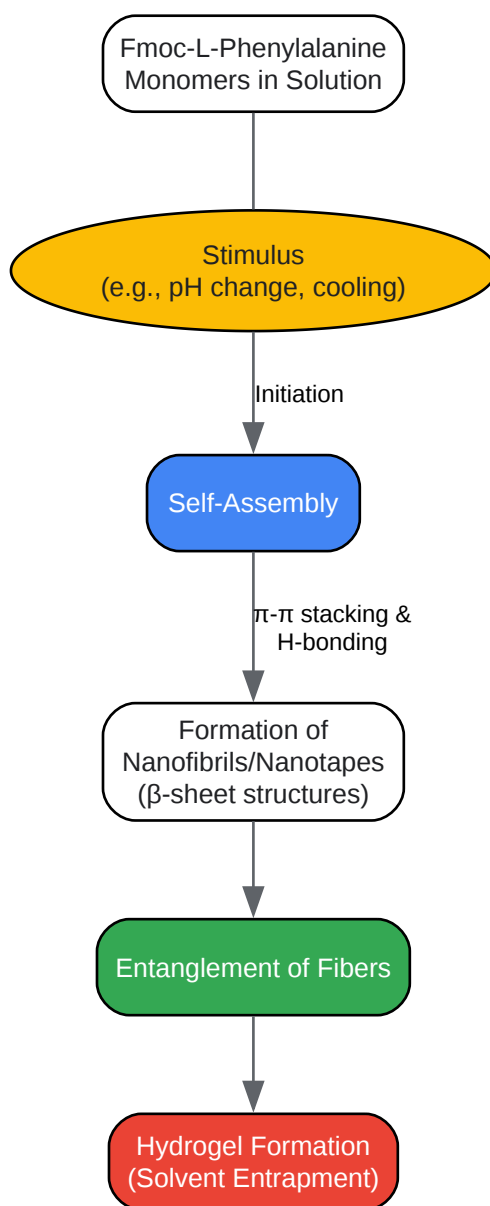 Fmoc-L-Phenylalanine
Monomers in Solution
Stimulus
(e.g., pH change, cooling)
Initiation
Self-Assembly
π-π stacking &
H-bonding
Formation of
Nanofibrils/Nanotapes
(β-sheet structures)
Entanglement of Fibers
Hydrogel Formation
(Solvent Entrapment)